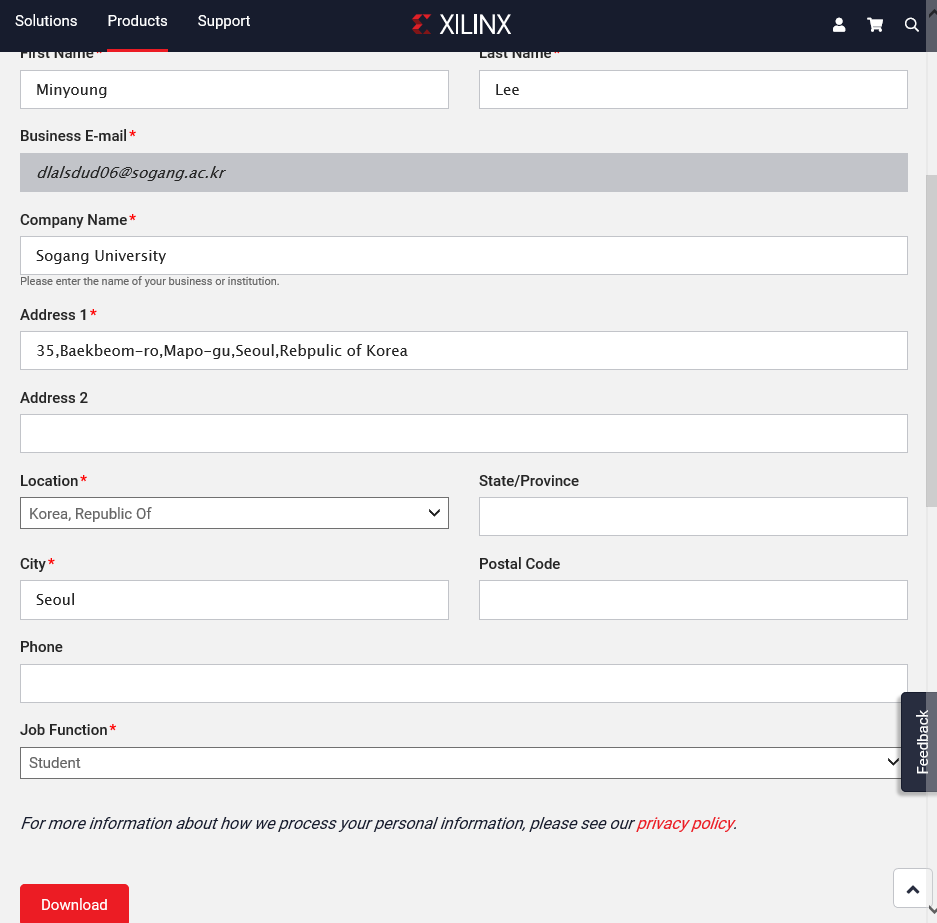 Solutions Products Support XILINX
First Name* Last Name*
Minyoung Lee
Business E-mail*
dlalsdud06@sogang.ac.kr
Company Name*
Sogang University
Please enter the name of your business or institution.
Address 1*
35,Baekbeom-ro,Mapo-gu,Seoul,Rebpulic of Korea
Address 2
Location* State/Province
Korea, Republic Of
City* Postal Code
Seoul
Phone
Job Function*
Student
Feedback
For more information about how we process your personal information, please see our privacy policy.
Download